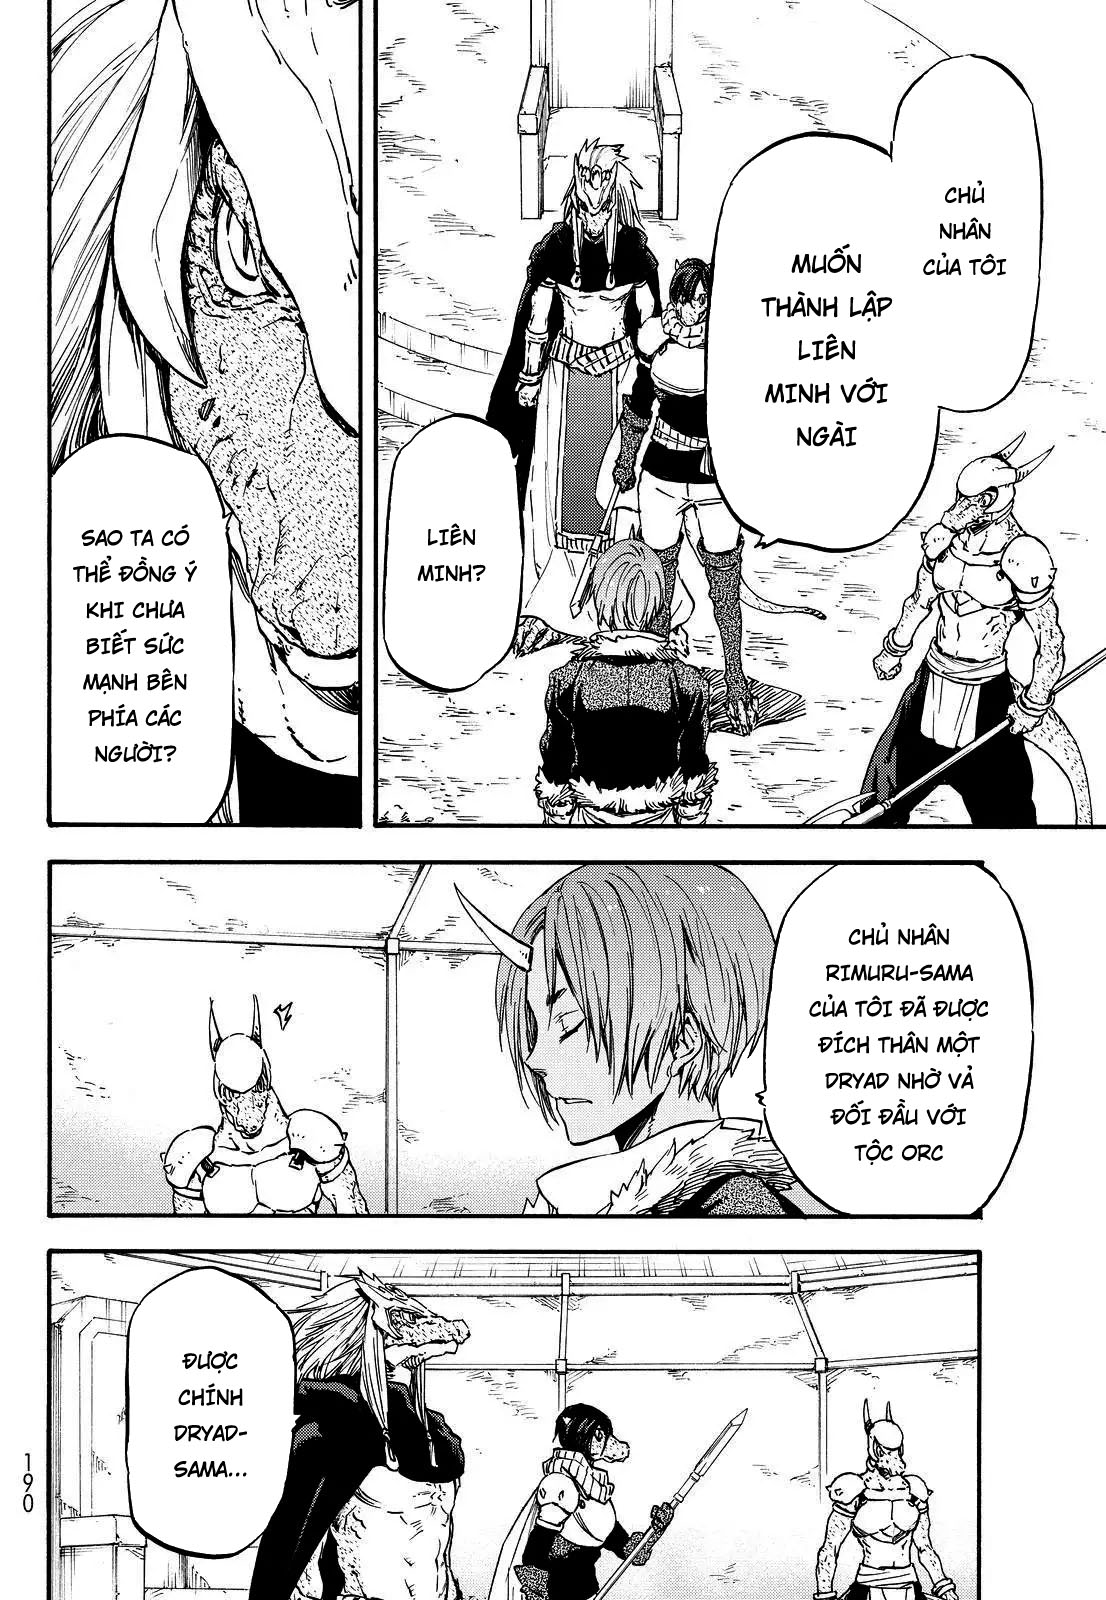 CHỦ
NHÂN
CỦA TÔI
MUỐN
THÀNH LẬP
LIÊN
MINH VỚI
NGÀI
LIÊN
MINH?
SAO TA CÓ
THỂ ĐỒNG Ý
KHI CHƯA
BIẾT SỨC
MẠNH BÊN
PHÍA CÁC
NGƯỜI?
CHỦ NHÂN
RIMURU-SAMA
CỦA TÔI ĐÃ ĐƯỢC
ĐÍCH THÂN MỘT
DRYAD NHỜ VẢ
ĐỐI ĐẦU VỚI
TỘC ORC
ĐƯỢC
CHÍNH
DRYAD-
SAMA...
190